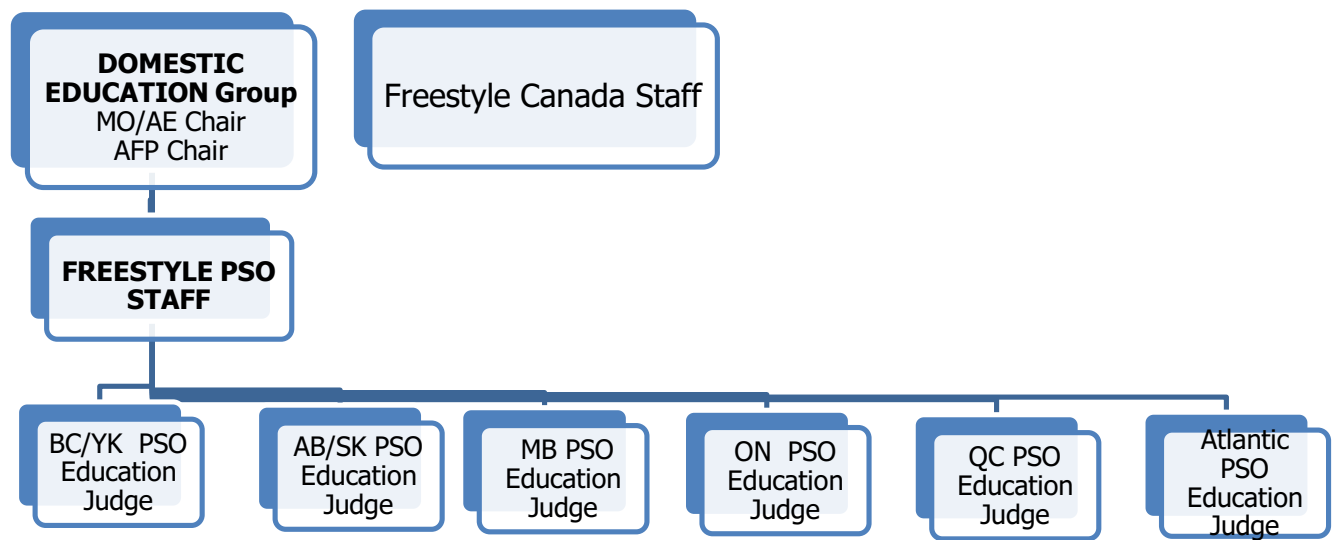 DOMESTIC
EDUCATION Group
MO/AE Chair
AFP Chair
Freestyle Canada Staff
FREESTYLE PSO
STAFF
BC/YK PSO
Education
Judge
AB/SK PSO
Education
Judge
MB PSO
Education
Judge
ON PSO
Education
Judge
QC PSO
Education
Judge
Atlantic
PSO
Education
Judge